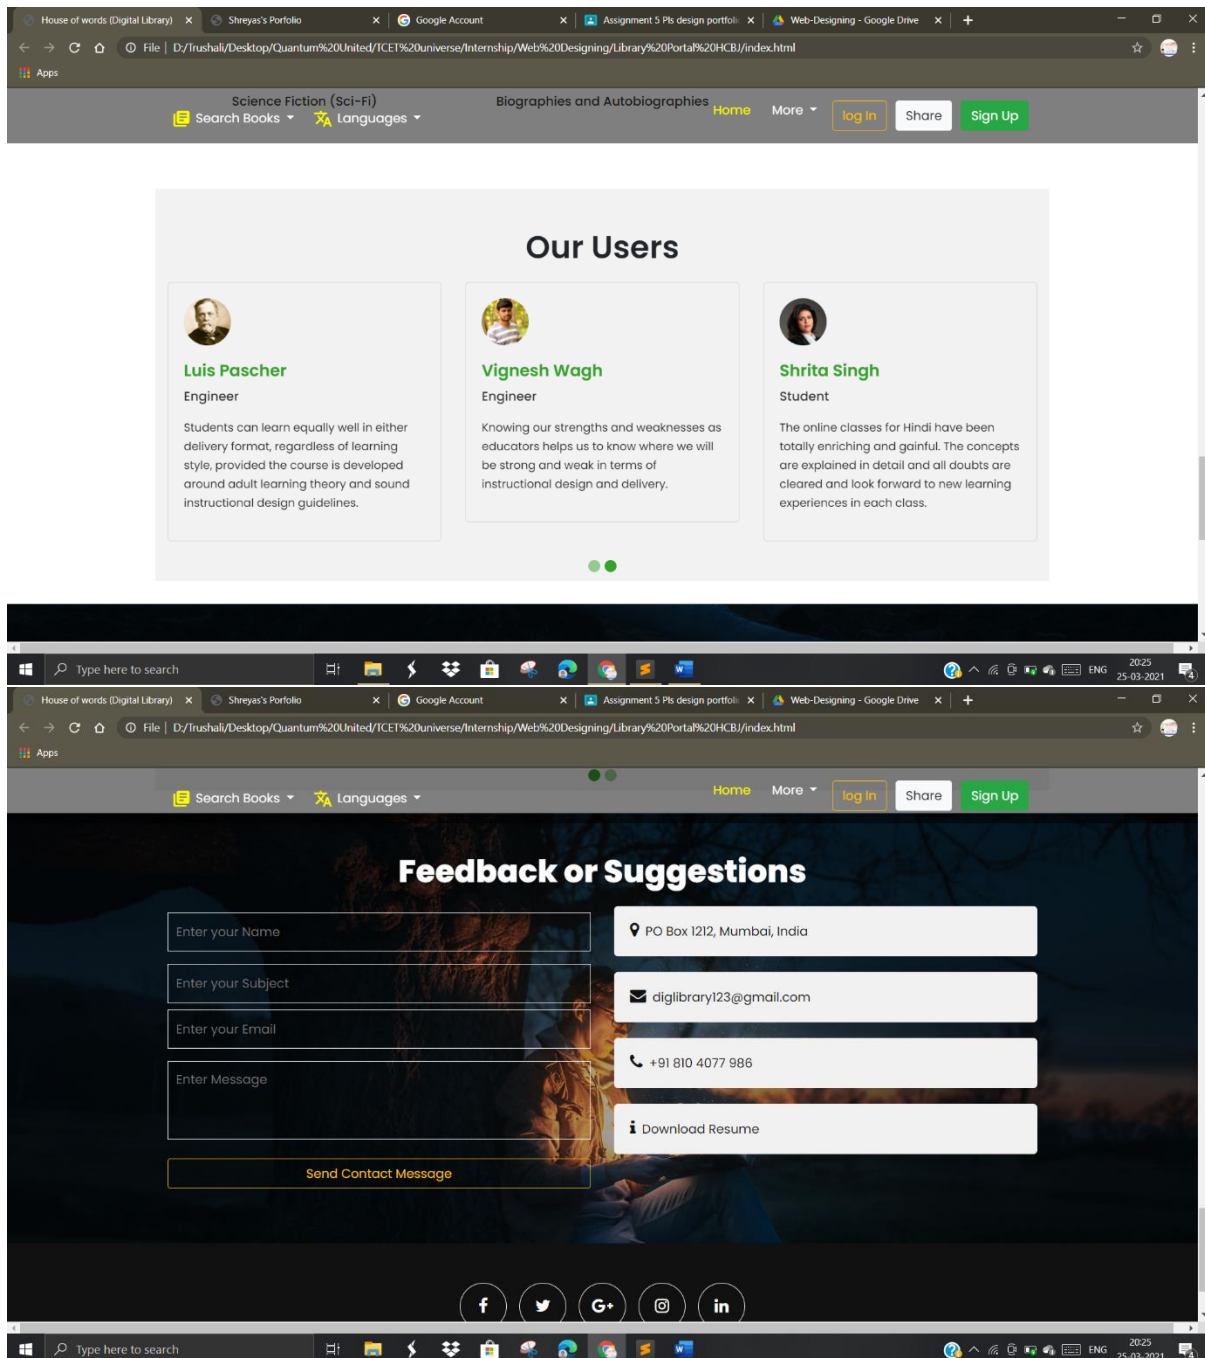 House of words (Digital Library)
Shreyas's Porfolio
Google Account
Assignment 5 Pls design portfoli
Web-Designing - Google Drive
File | D:/Trushali/Desktop/Quantum%20United/TCET%20universe/Internship/Web%20Designing/Library%20Portal%20HCBJ/index.html
Apps
Science Fiction (Sci-Fi)
Biographies and Autobiographies
Search Books
Languages
Home
More
log In
Share
Sign Up
Our Users
Luis Pascher
Engineer
Students can learn equally well in either
delivery format, regardless of learning
style, provided the course is developed
around adult learning theory and sound
instructional design guidelines.
Vignesh Wagh
Engineer
Knowing our strengths and weaknesses as
educators helps us to know where we will
be strong and weak in terms of
instructional design and delivery.
Shrita Singh
Student
The online classes for Hindi have been
totally enriching and gainful. The concepts
are explained in detail and all doubts are
cleared and look forward to new learning
experiences in each class.
Type here to search
ENG
20:25
25-03-2021
4
House of words (Digital Library)
Shreyas's Porfolio
Google Account
Assignment 5 Pls design portfoli
Web-Designing - Google Drive
File | D:/Trushali/Desktop/Quantum%20United/TCET%20universe/Internship/Web%20Designing/Library%20Portal%20HCBJ/index.html
Apps
Search Books
Languages
Home
More
log In
Share
Sign Up
Feedback or Suggestions
Enter your Name
Enter your Subject
Enter your Email
Enter Message
Send Contact Message
PO Box 1212, Mumbai, India
diglibrary123@gmail.com
+91 810 4077 986
Download Resume
f
G+
in
Type here to search
ENG
20:25
25-03-2021
4